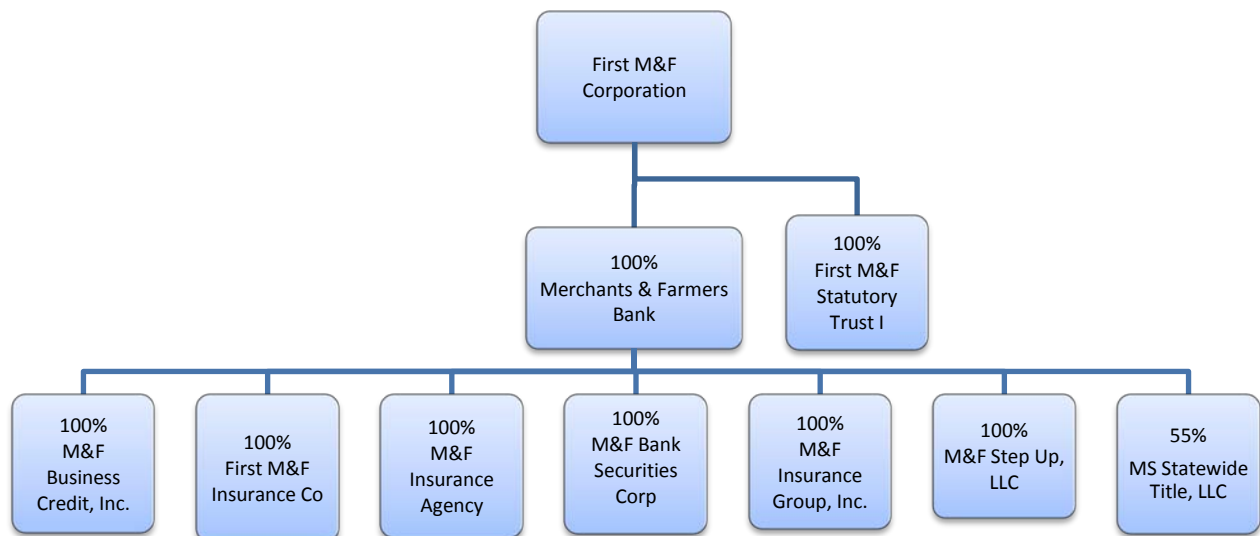 First M&F
Corporation
100%
Merchants & Farmers
Bank
100%
First M&F
Statutory
Trust I
100%
M&F
Business
Credit, Inc.
100%
First M&F
Insurance Co
100%
M&F
Insurance
Agency
100%
M&F Bank
Securities
Corp
100%
M&F
Insurance
Group, Inc.
100%
M&F Step Up,
LLC
55%
MS Statewide
Title, LLC